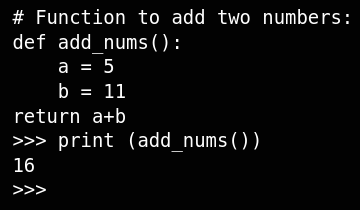 # Function to add two numbers:
def add_nums():
    a = 5
    b = 11
return a+b
>>> print (add_nums())
16
>>>